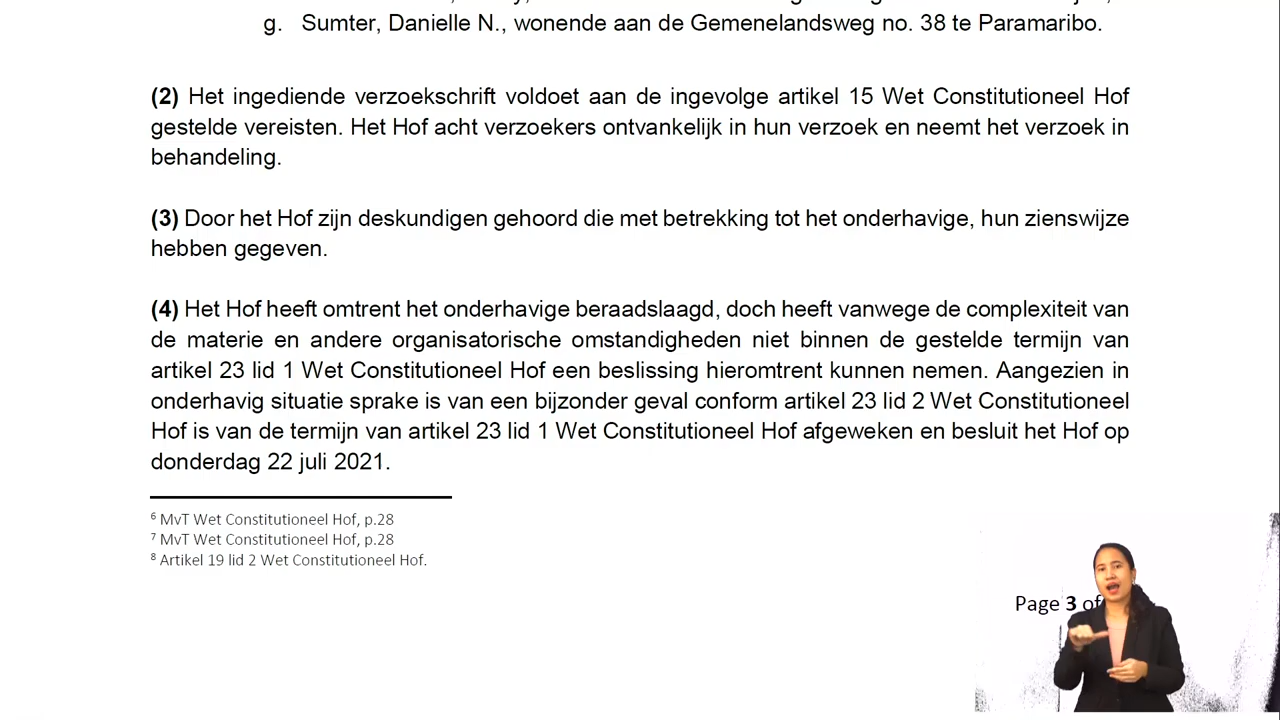 g. Sumter, Danielle N., wonende aan de Gemenelandsweg no. 38 te Paramaribo.
(2) Het ingediende verzoekschrift voldoet aan de ingevolge artikel 15 Wet Constitutioneel Hof
gestelde vereisten. Het Hof acht verzoekers ontvankelijk in hun verzoek en neemt het verzoek in
behandeling.
(3) Door het Hof zijn deskundigen gehoord die met betrekking tot het onderhavige, hun zienswijze
hebben gegeven.
(4) Het Hof heeft omtrent het onderhavige beraadslaagd, doch heeft vanwege de complexiteit van
de materie en andere organisatorische omstandigheden niet binnen de gestelde termijn van
artikel 23 lid 1 Wet Constitutioneel Hof een beslissing hieromtrent kunnen nemen. Aangezien in
onderhavig situatie sprake is van een bijzonder geval conform artikel 23 lid 2 Wet Constitutioneel
Hof is van de termijn van artikel 23 lid 1 Wet Constitutioneel Hof afgeweken en besluit het Hof op
donderdag 22 juli 2021.
⁶ MvT Wet Constitutioneel Hof, p.28
⁷ MvT Wet Constitutioneel Hof, p.28
⁸ Artikel 19 lid 2 Wet Constitutioneel Hof.
Page 3 of